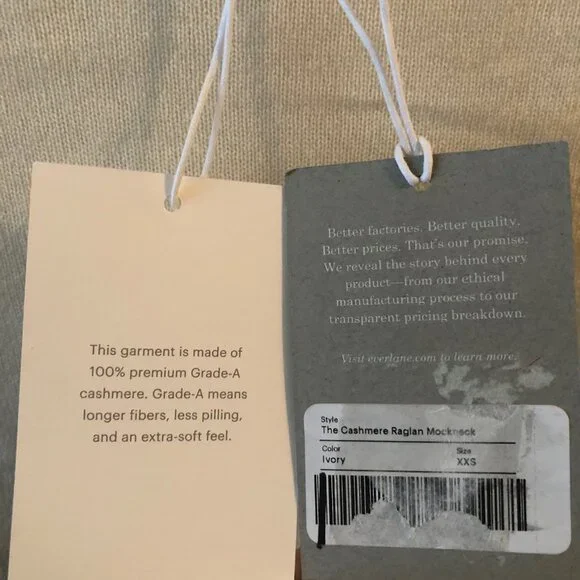 This garment is made of
100% premium Grade-A
cashmere. Grade-A means
longer fibers, less pilling,
and an extra-soft feel.
Better factories. Better quality.
Better prices. That's our promise.
We reveal the story behind every
product—from our ethical
manufacturing process to our
transparent pricing breakdown.
Visit everlane.com to learn more.
Style
The Cashmere Raglan Mockneck
Color Size
Ivory XXS